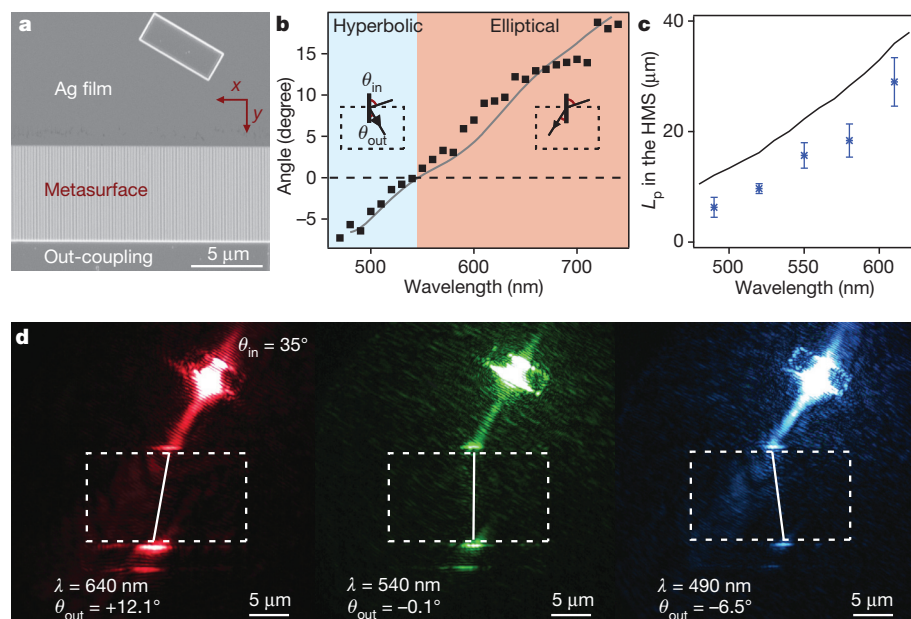 a
Ag film
x
y
Metasurface
Out-coupling
5 μm
b
Hyperbolic
Elliptical
15
10
5
0
−5
Angle (degree)
θin
θout
500
600
700
Wavelength (nm)
c
40
20
0
Lp in the HMS (μm)
500
550
600
Wavelength (nm)
d
θin = 35°
λ = 640 nm
θout = +12.1°
5 μm
λ = 540 nm
θout = −0.1°
5 μm
λ = 490 nm
θout = −6.5°
5 μm